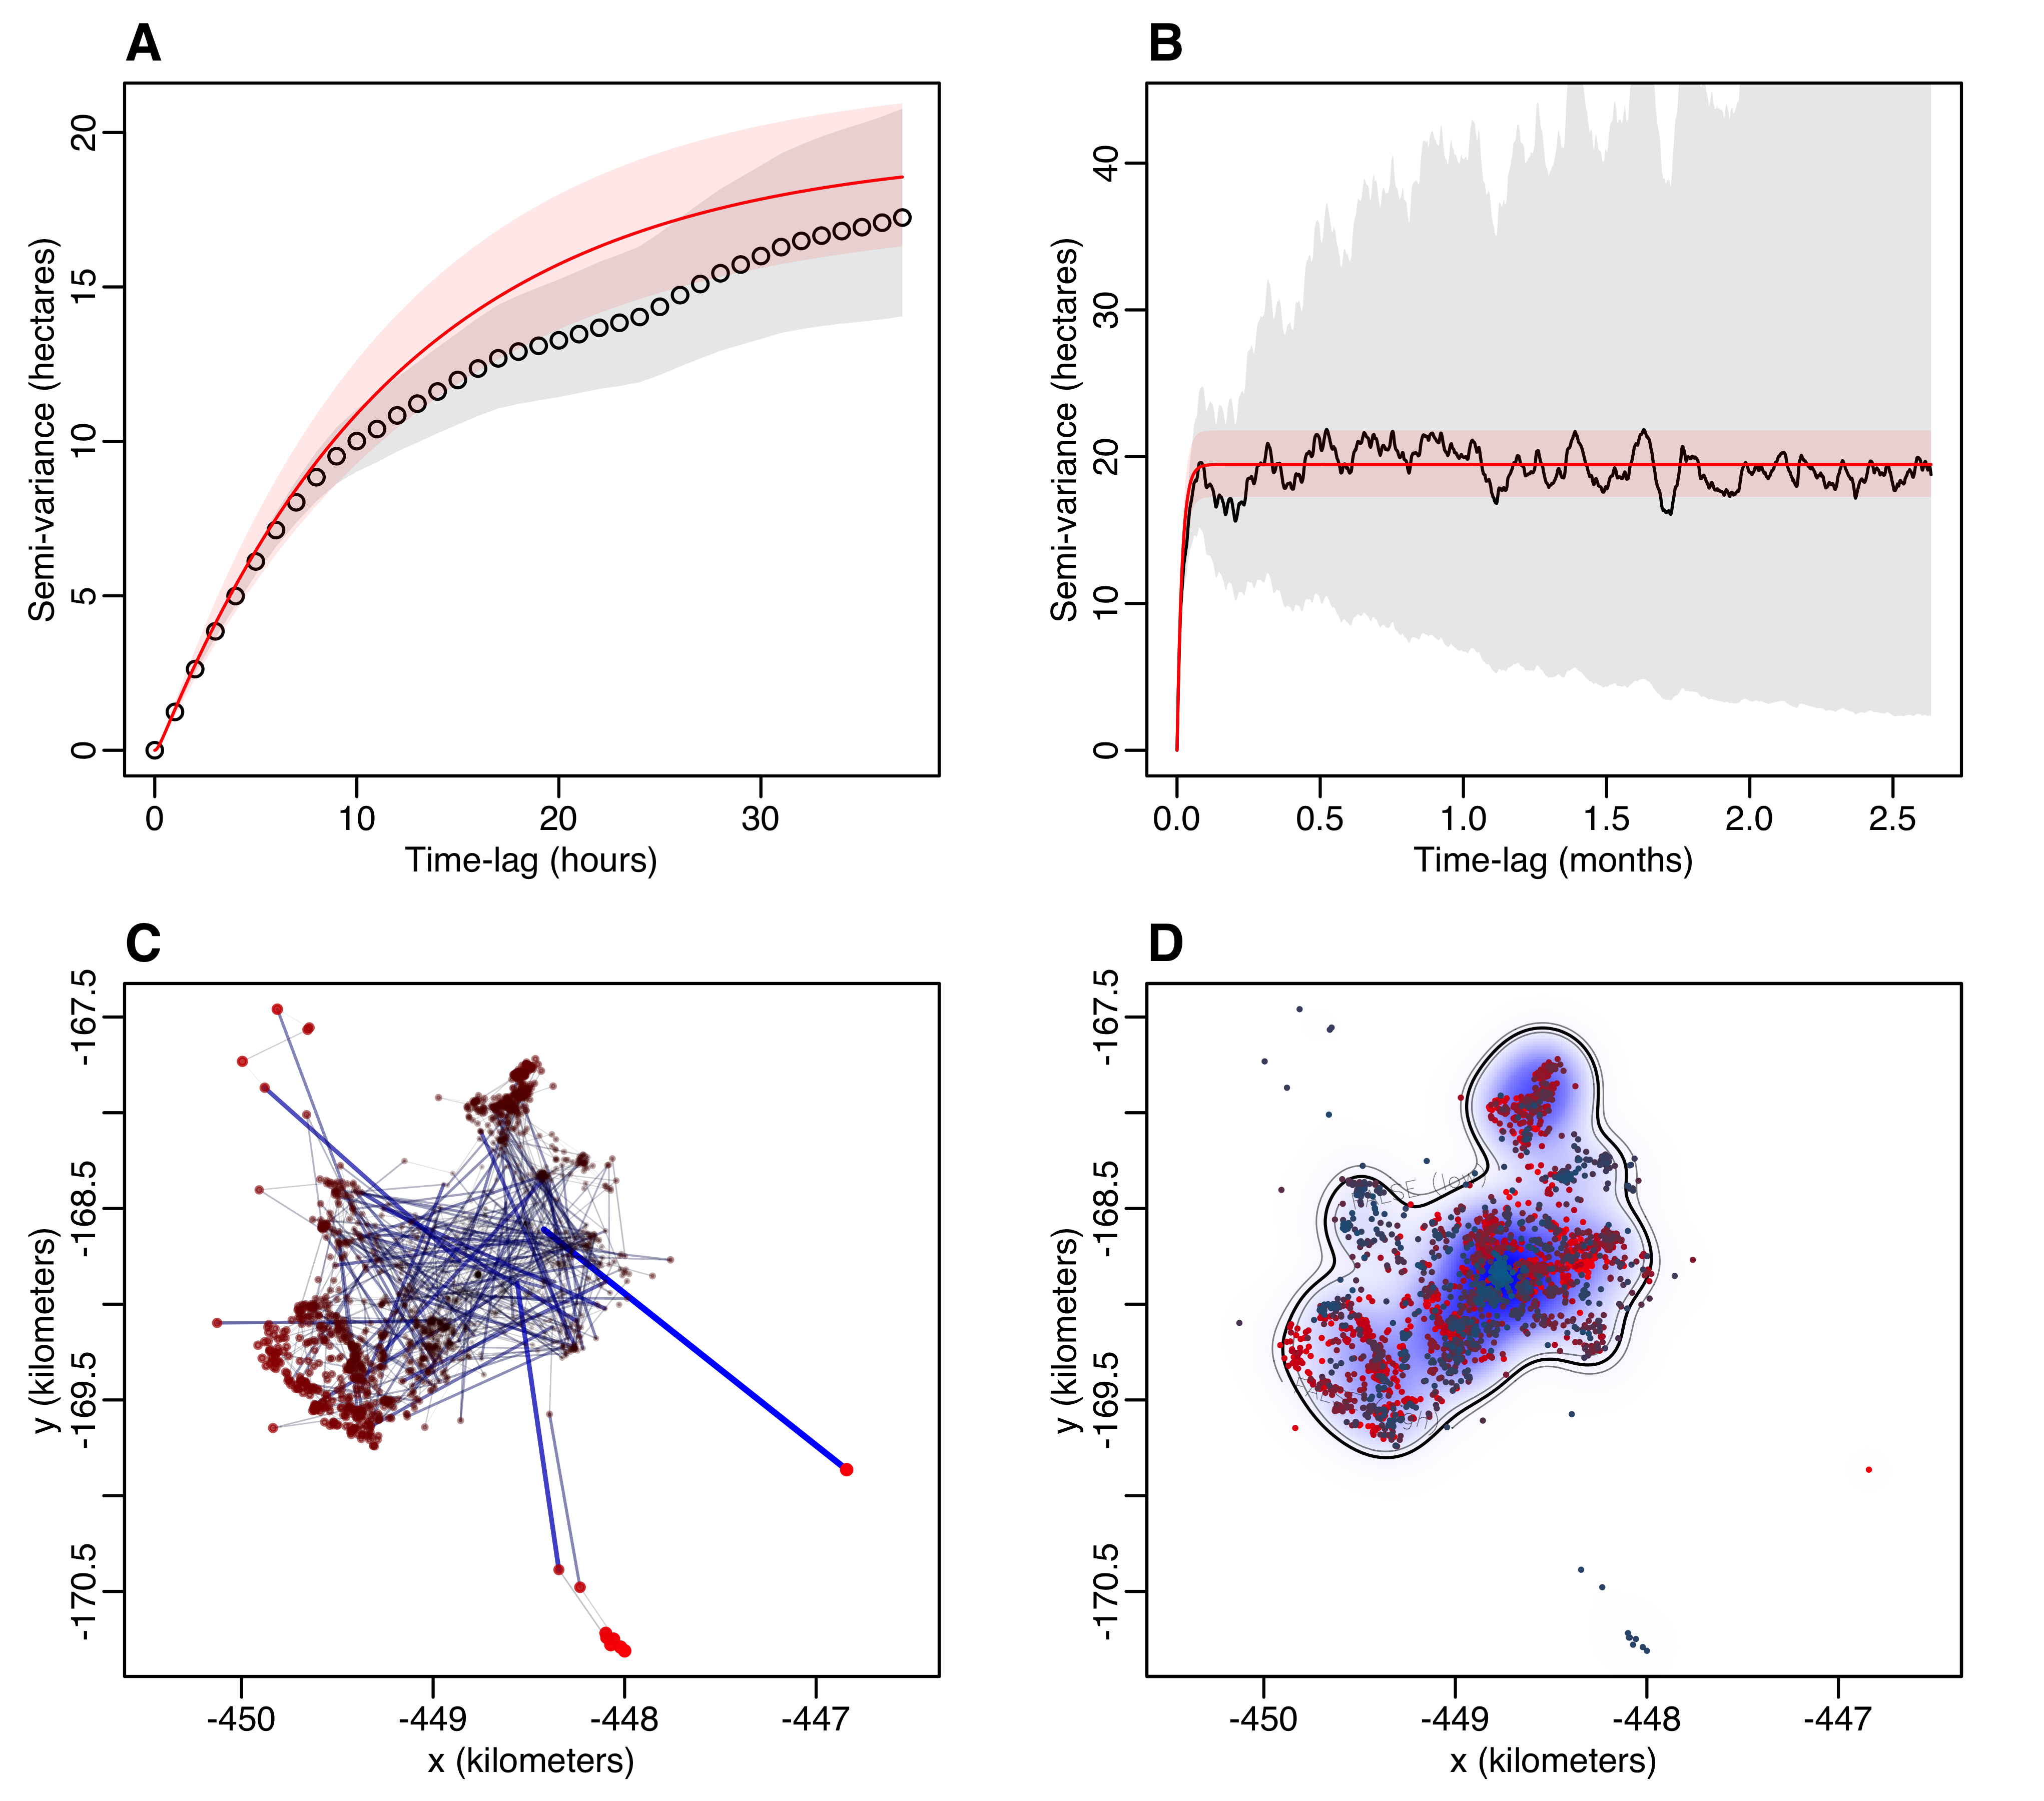 A
Semi-variance (hectares)
20
15
10
5
0
0 10 20 30
Time-lag (hours)
B
Semi-variance (hectares)
40
30
20
10
0
0.0 0.5 1.0 1.5 2.0 2.5
Time-lag (months)
C
y (kilometers)
-167.5
-168.5
-169.5
-170.5
-450 -449 -448 -447
x (kilometers)
D
y (kilometers)
-167.5
-168.5
-169.5
-170.5
(low)
-450 -449 -448 -447
x (kilometers)